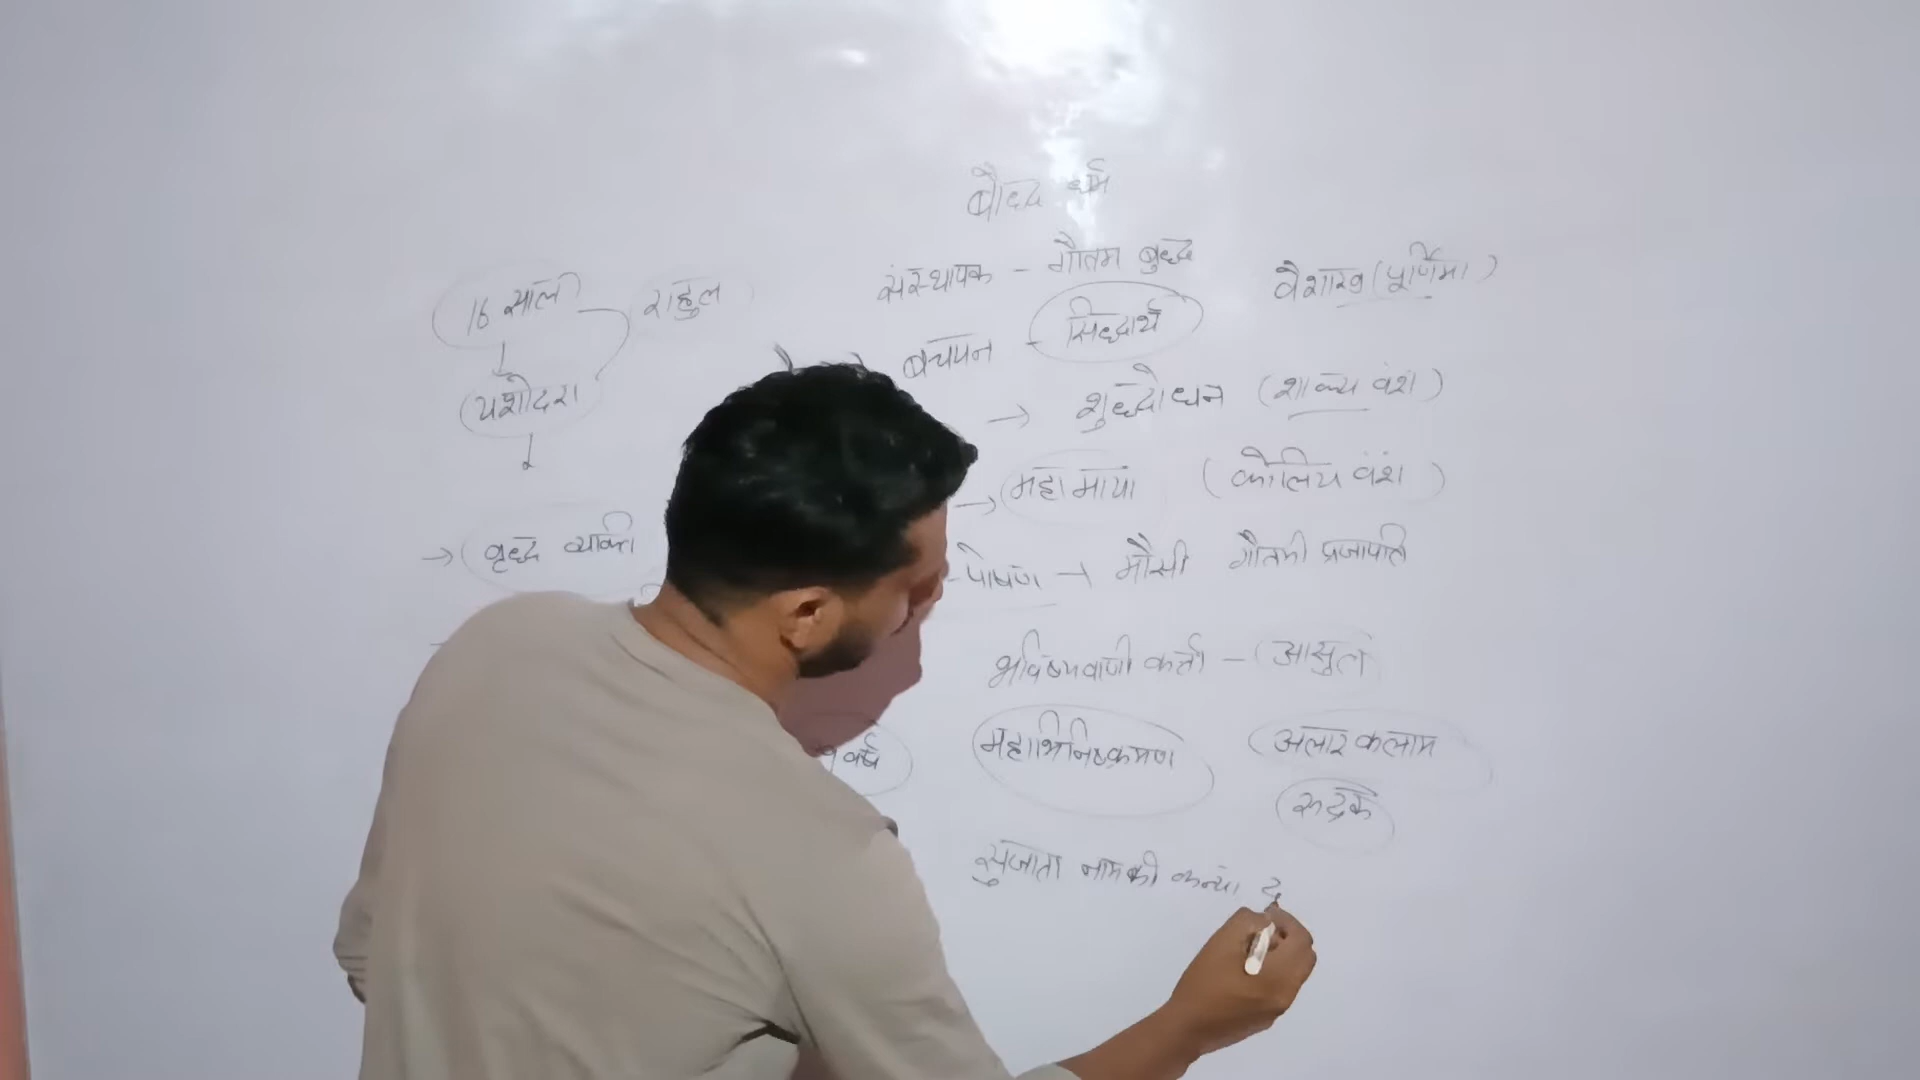 बौद्ध धर्म
संस्थापक - गौतम बुद्ध
वैशाख (पूर्णिमा)
बचपन - सिद्धार्थ
→ शुद्धोधन (शाक्य वंश)
→ महामाया (कोलिय वंश)
-पोषण → मौसी गौतमी प्रजापति
भविष्यवाणी कर्ता - आसुत
महाभिनिष्क्रमण
अलार कलाम
रुद्रक
सुजाता नामकी कन्या द
16 साल
राहुल
यशोदरा
→ वृद्ध व्यक्ति
वर्ष